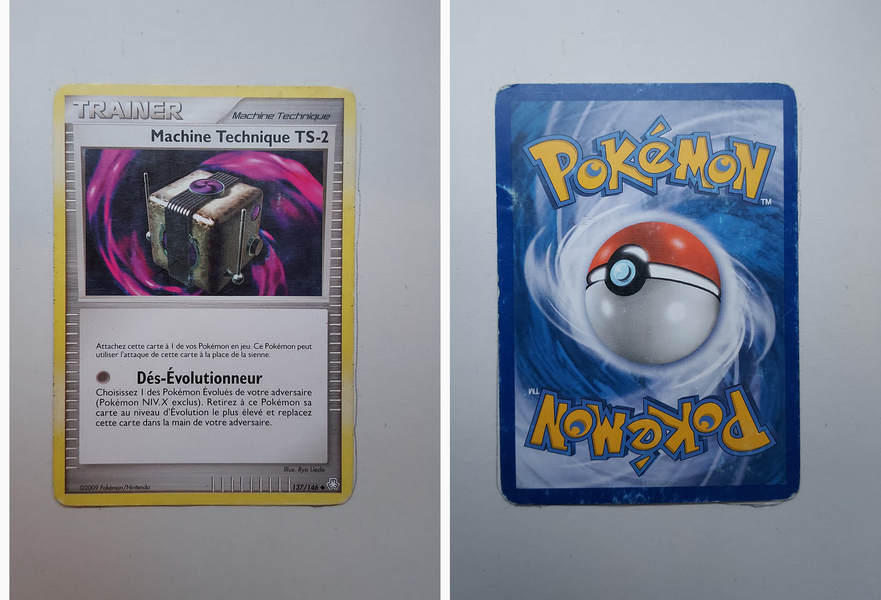 TRAINER
Machine Technique
Machine Technique TS-2
Attachez cette carte à 1 de vos Pokémon en jeu. Ce Pokémon peut
utiliser l'attaque de cette carte à la place de la sienne.
Dés-Évolutionneur
Choisissez 1 des Pokémon Évolués de votre adversaire
(Pokémon NIV.X exclus). Retirez à ce Pokémon sa
carte au niveau d'Évolution le plus élevé et replacez
cette carte dans la main de votre adversaire.
Illus. Ryo Ueda
©2009 Pokémon/Nintendo
137/146
POKÉMON
TM
POKÉMON
TM